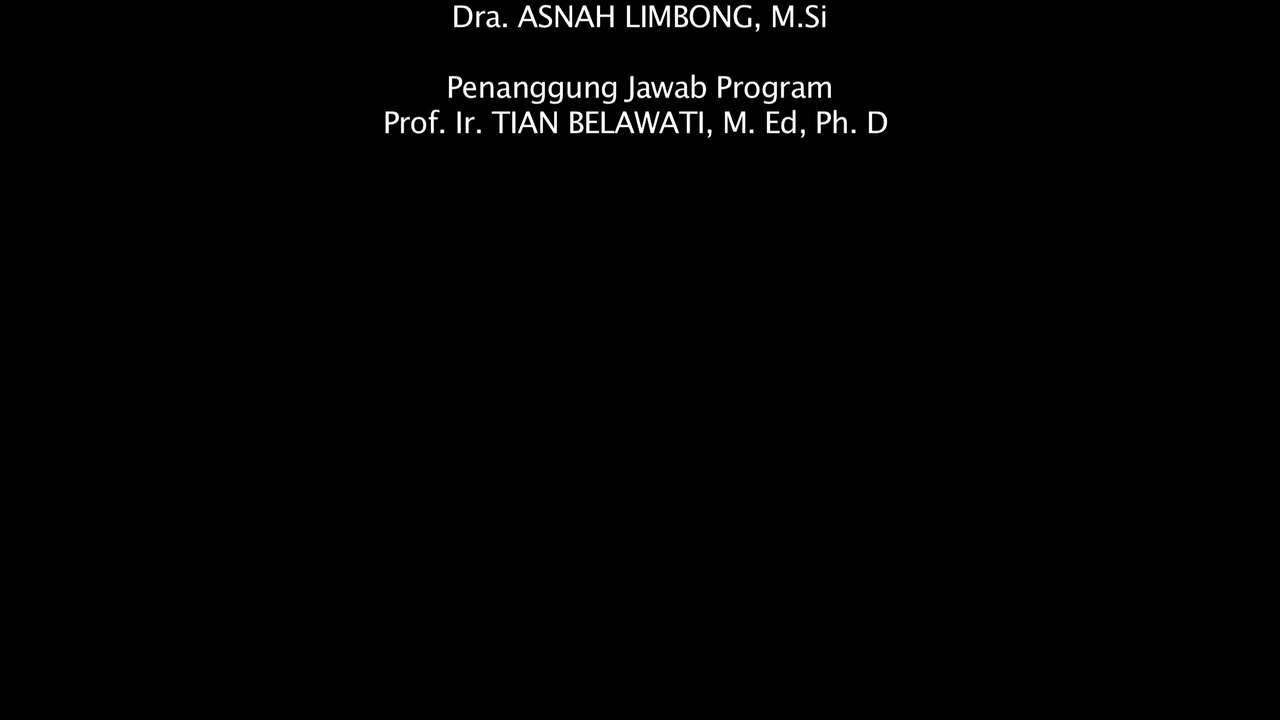 Dra. ASNAH LIMBONG, M.Si
Penanggung Jawab Program
Prof. Ir. TIAN BELAWATI, M. Ed, Ph. D